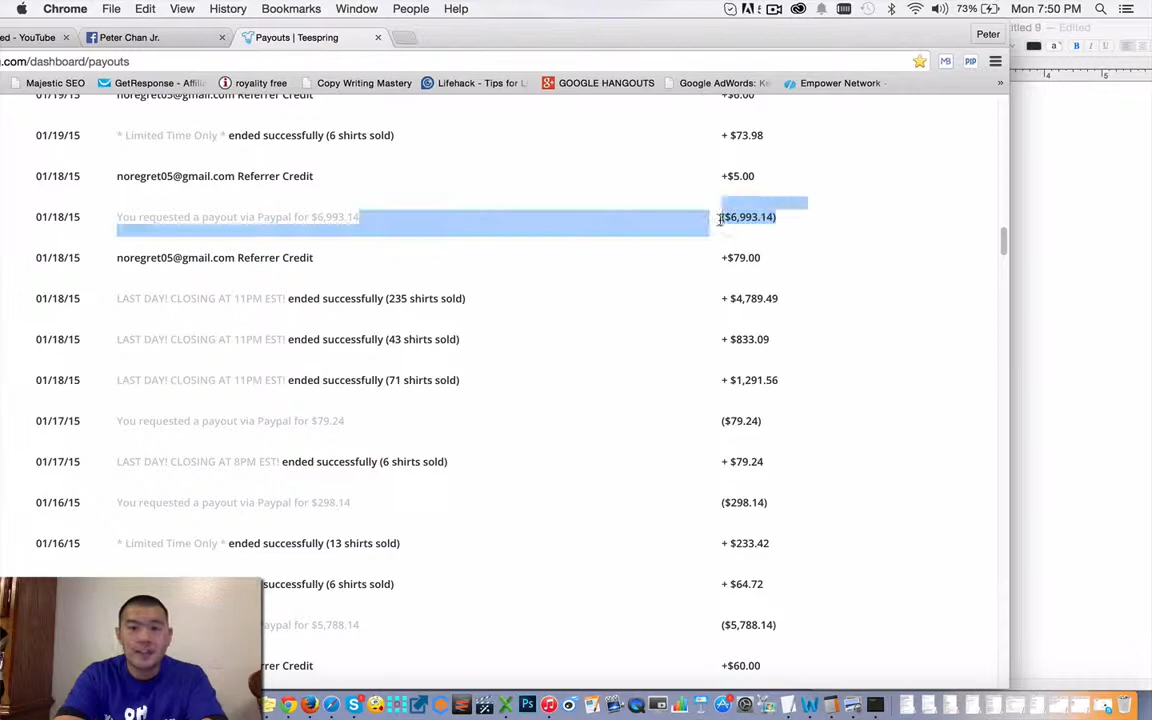 Chrome File Edit View History Bookmarks Window People Help 73% Mon 7:50 PM
ed - YouTube × Peter Chan Jr. × Payouts | Teespring × Peter
.com/dashboard/payouts
Majestic SEO GetResponse - Affili royality free Copy Writing Mastery Lifehack - Tips for Li GOOGLE HANGOUTS Google AdWords: Ke Empower Network - »
01/19/15 noregret05@gmail.com Referrer Credit +$6.00
01/19/15 * Limited Time Only * ended successfully (6 shirts sold) + $73.98
01/18/15 noregret05@gmail.com Referrer Credit +$5.00
01/18/15 You requested a payout via Paypal for $6,993.14 ($6,993.14)
01/18/15 noregret05@gmail.com Referrer Credit +$79.00
01/18/15 LAST DAY! CLOSING AT 11PM EST! ended successfully (235 shirts sold) + $4,789.49
01/18/15 LAST DAY! CLOSING AT 11PM EST! ended successfully (43 shirts sold) + $833.09
01/18/15 LAST DAY! CLOSING AT 11PM EST! ended successfully (71 shirts sold) + $1,291.56
01/17/15 You requested a payout via Paypal for $79.24 ($79.24)
01/17/15 LAST DAY! CLOSING AT 8PM EST! ended successfully (6 shirts sold) + $79.24
01/16/15 You requested a payout via Paypal for $298.14 ($298.14)
01/16/15 * Limited Time Only * ended successfully (13 shirts sold) + $233.42
successfully (6 shirts sold) + $64.72
aypal for $5,788.14 ($5,788.14)
rer Credit +$60.00
OH